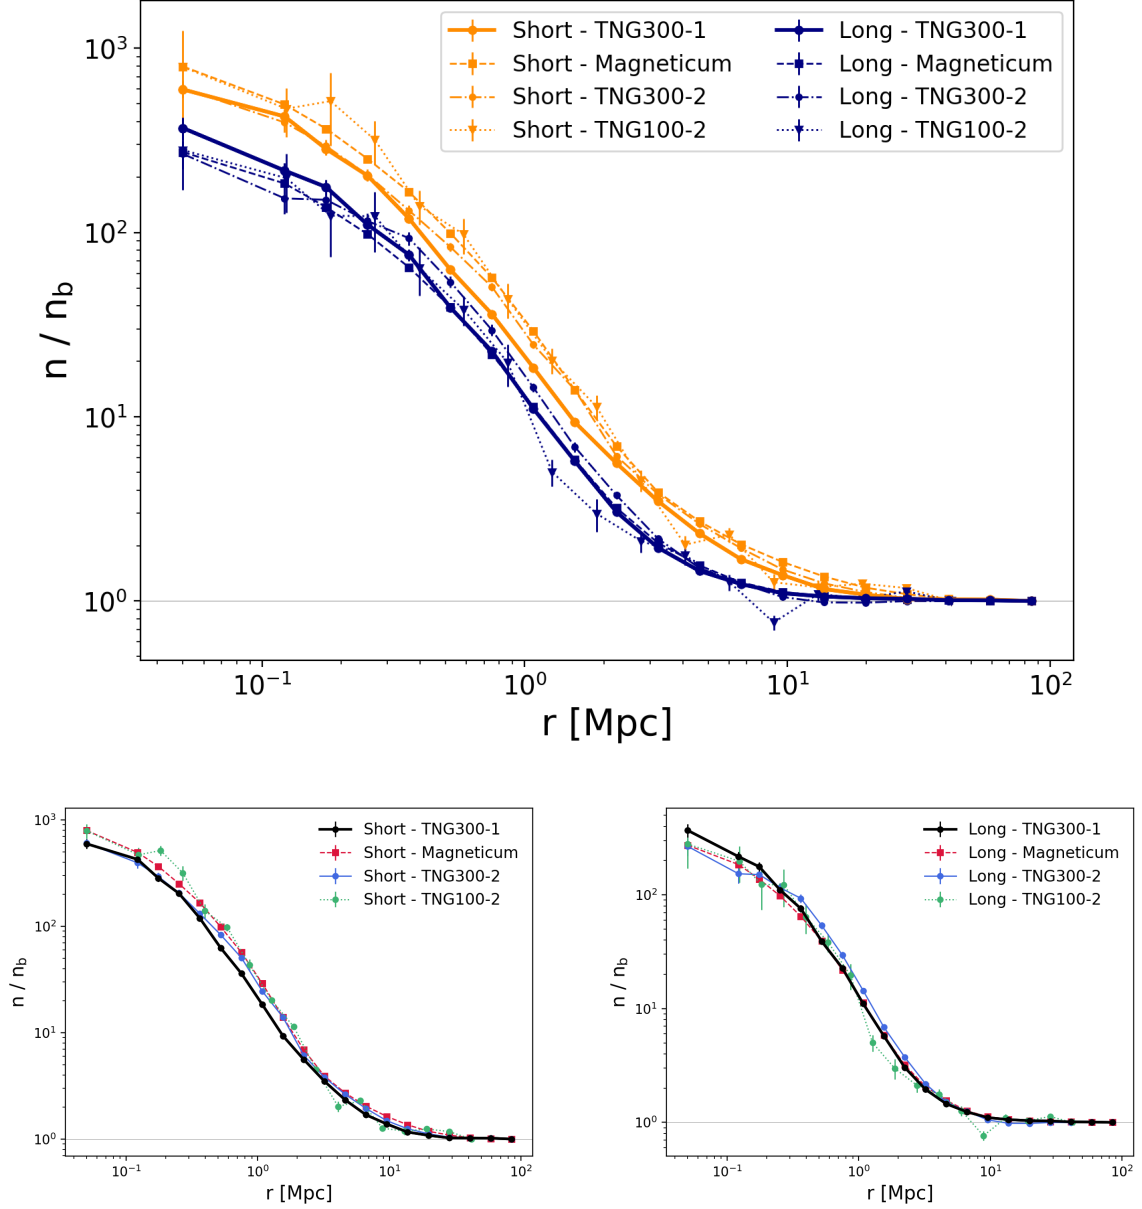 Short - TNG300-1
Short - Magneticum
Short - TNG300-2
Short - TNG100-2
Long - TNG300-1
Long - Magneticum
Long - TNG300-2
Long - TNG100-2
10³
10²
10¹
10⁰
n / n_b
10⁻¹ 10⁰ 10¹ 10²
r [Mpc]
Short - TNG300-1
Short - Magneticum
Short - TNG300-2
Short - TNG100-2
10³
10²
10¹
10⁰
n / n_b
10⁻¹ 10⁰ 10¹ 10²
r [Mpc]
Long - TNG300-1
Long - Magneticum
Long - TNG300-2
Long - TNG100-2
10²
10¹
10⁰
n / n_b
10⁻¹ 10⁰ 10¹ 10²
r [Mpc]